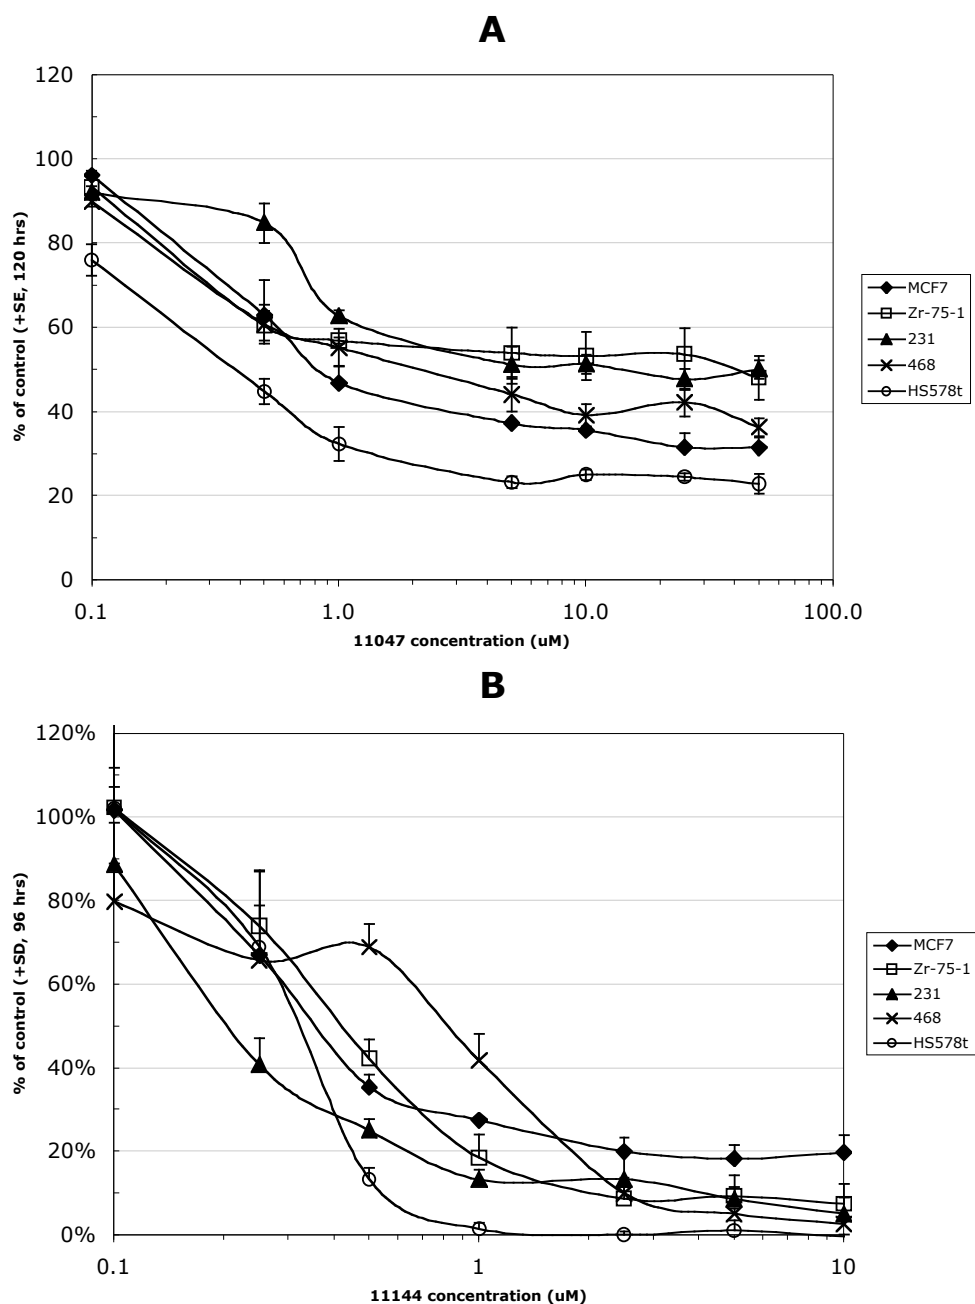 A
120
100
80
60
40
20
0
% of control (+SE, 120 hrs)
0.1 1.0 10.0 100.0
11047 concentration (uM)
MCF7
Zr-75-1
231
468
HS578t
B
120%
100%
80%
60%
40%
20%
0%
% of control (+SD, 96 hrs)
0.1 1 10
11144 concentration (uM)
MCF7
Zr-75-1
231
468
HS578t